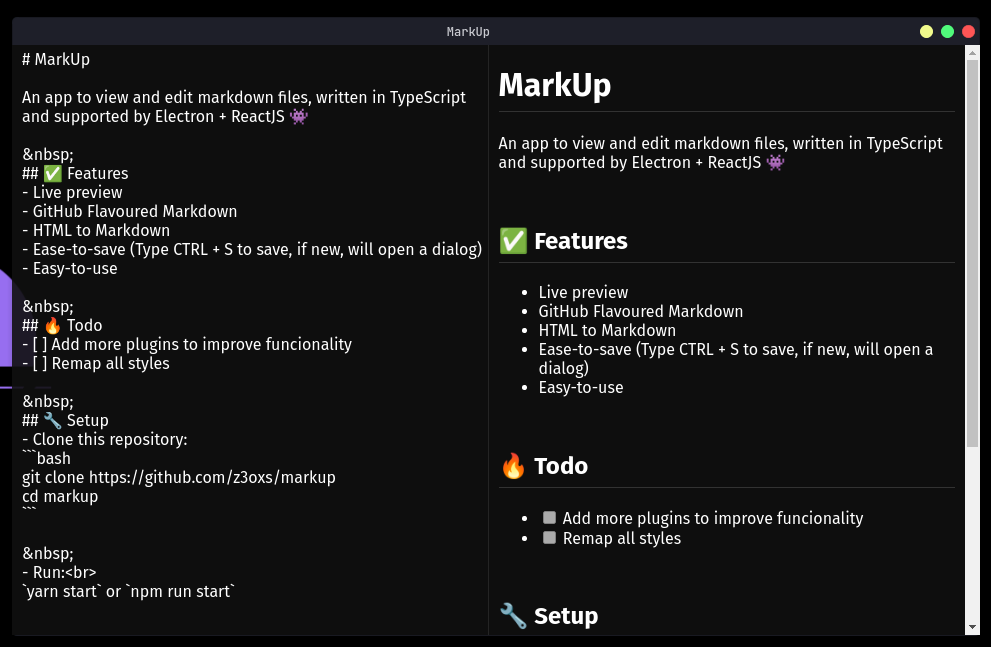 MarkUp
# MarkUp
An app to view and edit markdown files, written in TypeScript
and supported by Electron + ReactJS 👾
&nbsp;
## ✅ Features
- Live preview
- GitHub Flavoured Markdown
- HTML to Markdown
- Ease-to-save (Type CTRL + S to save, if new, will open a dialog)
- Easy-to-use
&nbsp;
## 🔥 Todo
- [ ] Add more plugins to improve funcionality
- [ ] Remap all styles
&nbsp;
## 🔧 Setup
- Clone this repository:
```bash
git clone https://github.com/z3oxs/markup
cd markup
```
&nbsp;
- Run:<br>
`yarn start` or `npm run start`
MarkUp
An app to view and edit markdown files, written in TypeScript
and supported by Electron + ReactJS 👾
✅ Features
• Live preview
• GitHub Flavoured Markdown
• HTML to Markdown
• Ease-to-save (Type CTRL + S to save, if new, will open a
dialog)
• Easy-to-use
🔥 Todo
• Add more plugins to improve funcionality
• Remap all styles
🔧 Setup